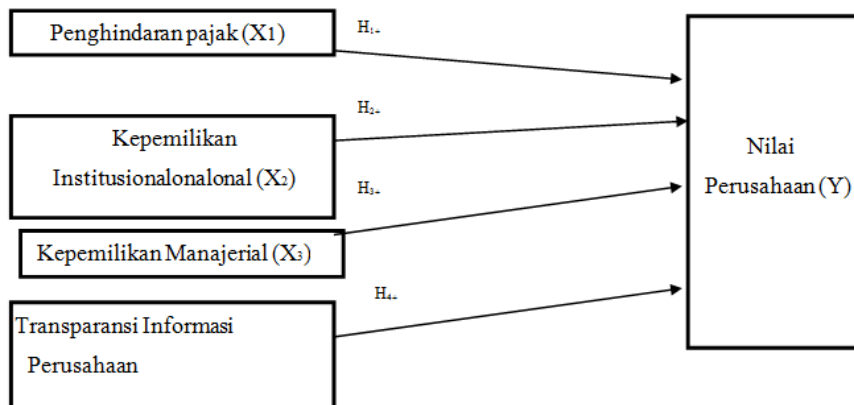 Penghindaran pajak (X1)
H1+
H2+
Kepemilikan
Institusionalonalonal (X2)
H3+
Kepemilikan Manajerial (X3)
H4+
Transparansi Informasi
Perusahaan
Nilai
Perusahaan (Y)